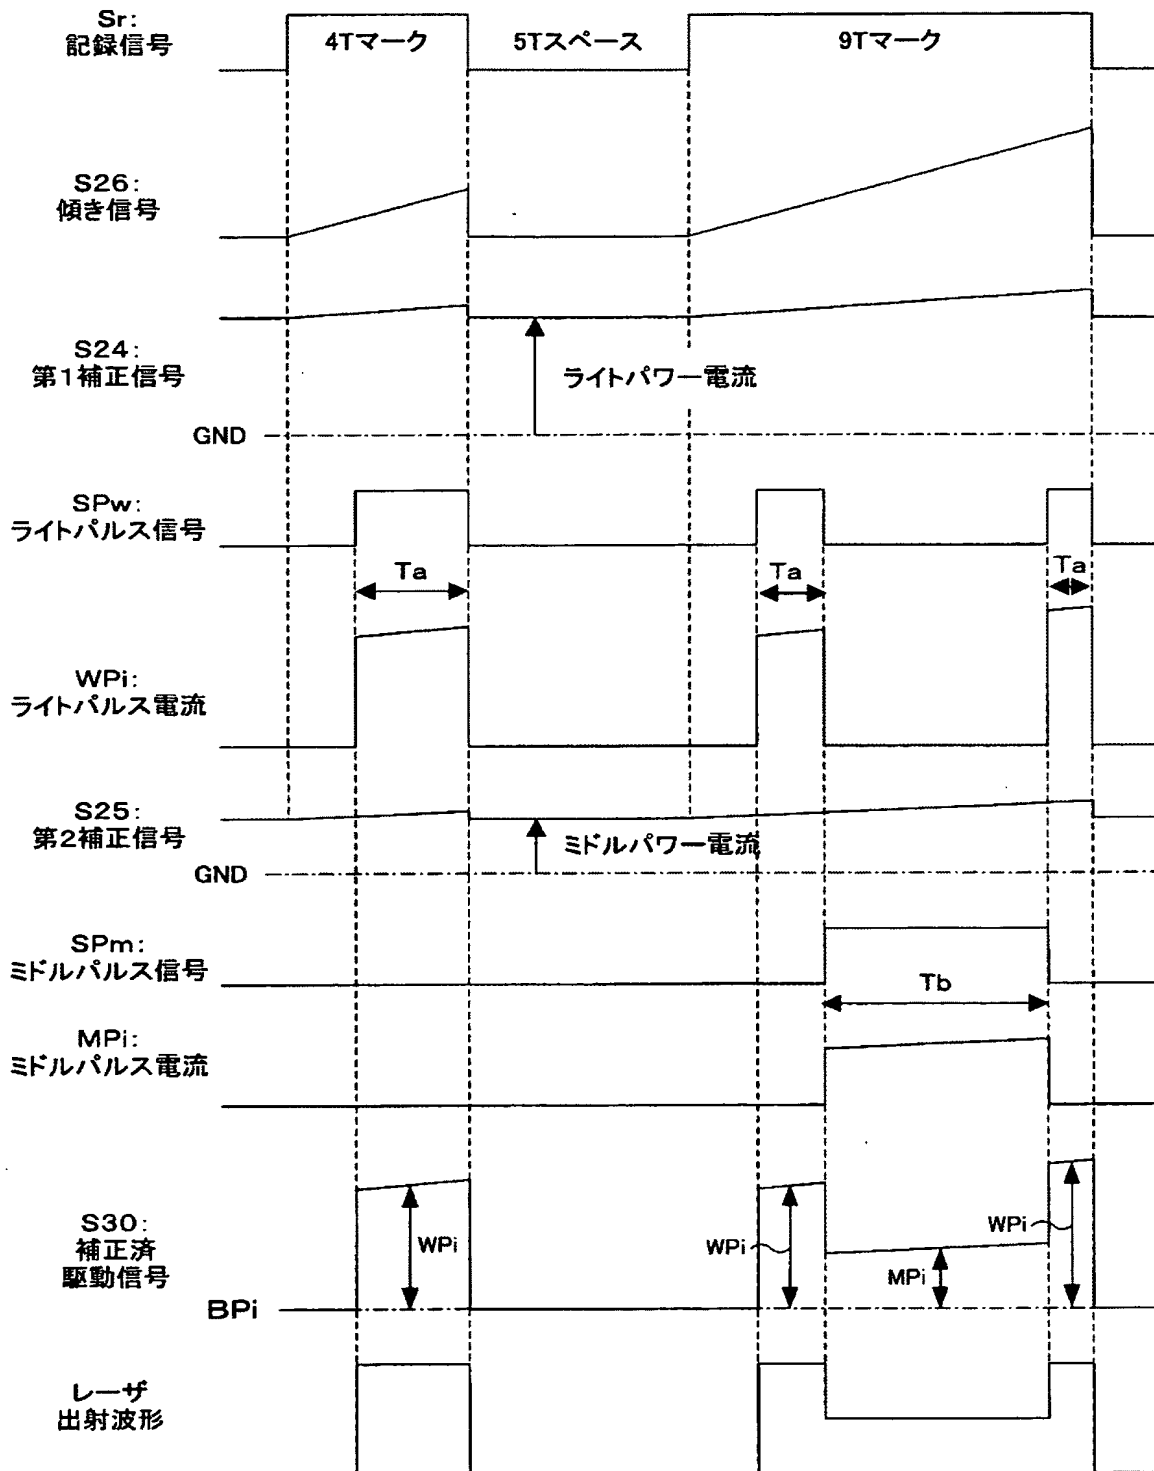 Sr:
記録信号
4Tマーク
5Tスペース
9Tマーク
S26:
傾き信号
S24:
第1補正信号
ライトパワー電流
GND
SPw:
ライトパルス信号
Ta
Ta
Ta
WPi:
ライトパルス電流
S25:
第2補正信号
ミドルパワー電流
GND
SPm:
ミドルパルス信号
Tb
MPi:
ミドルパルス電流
S30:
補正済
駆動信号
WPi
WPi
MPi
WPi
BPi
レーザ
出射波形